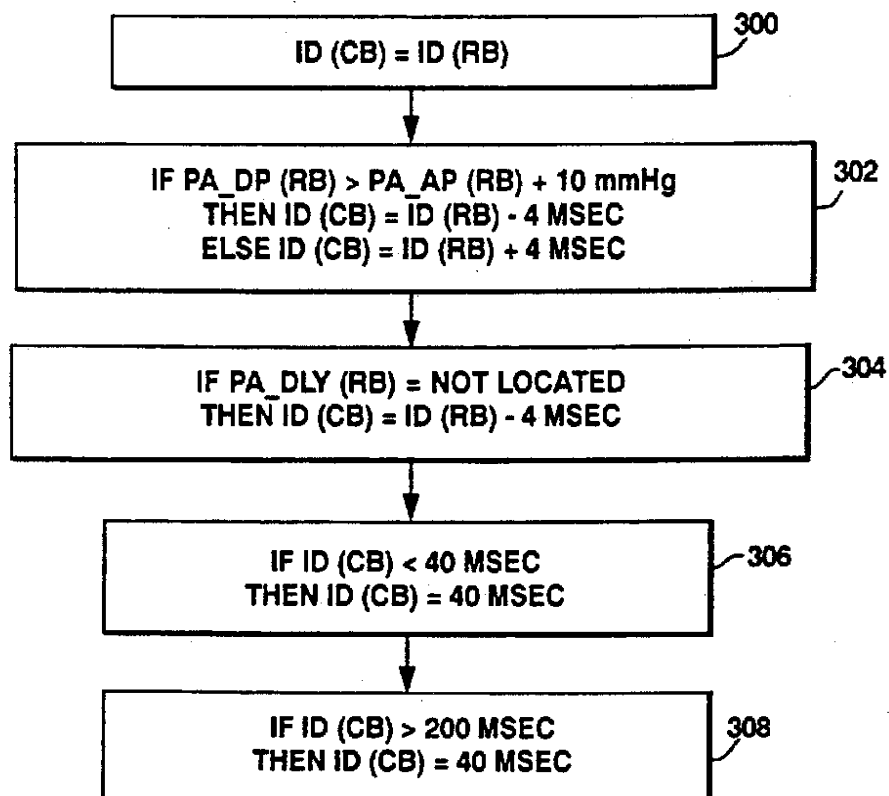 300
ID (CB) = ID (RB)
302
IF PA_DP (RB) > PA_AP (RB) + 10 mmHg
THEN ID (CB) = ID (RB) - 4 MSEC
ELSE ID (CB) = ID (RB) + 4 MSEC
304
IF PA_DLY (RB) = NOT LOCATED
THEN ID (CB) = ID (RB) - 4 MSEC
IF ID (CB) < 40 MSEC
306
THEN ID (CB) = 40 MSEC
IF ID (CB) > 200 MSEC
308
THEN ID (CB) = 40 MSEC